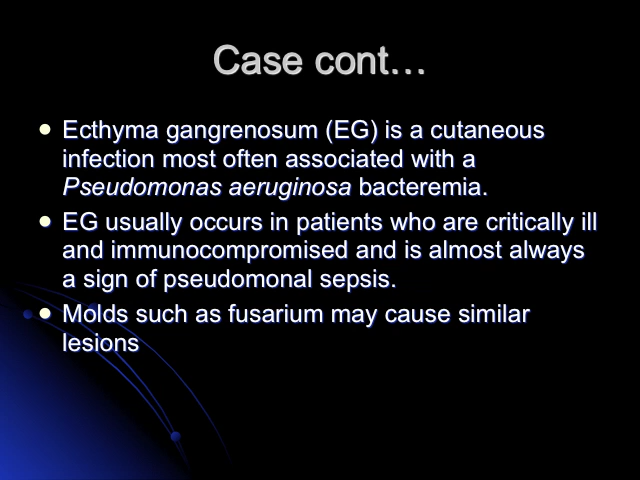 Case cont…
Ecthyma gangrenosum (EG) is a cutaneous
infection most often associated with a
Pseudomonas aeruginosa bacteremia.
EG usually occurs in patients who are critically ill
and immunocompromised and is almost always
a sign of pseudomonal sepsis.
Molds such as fusarium may cause similar
lesions